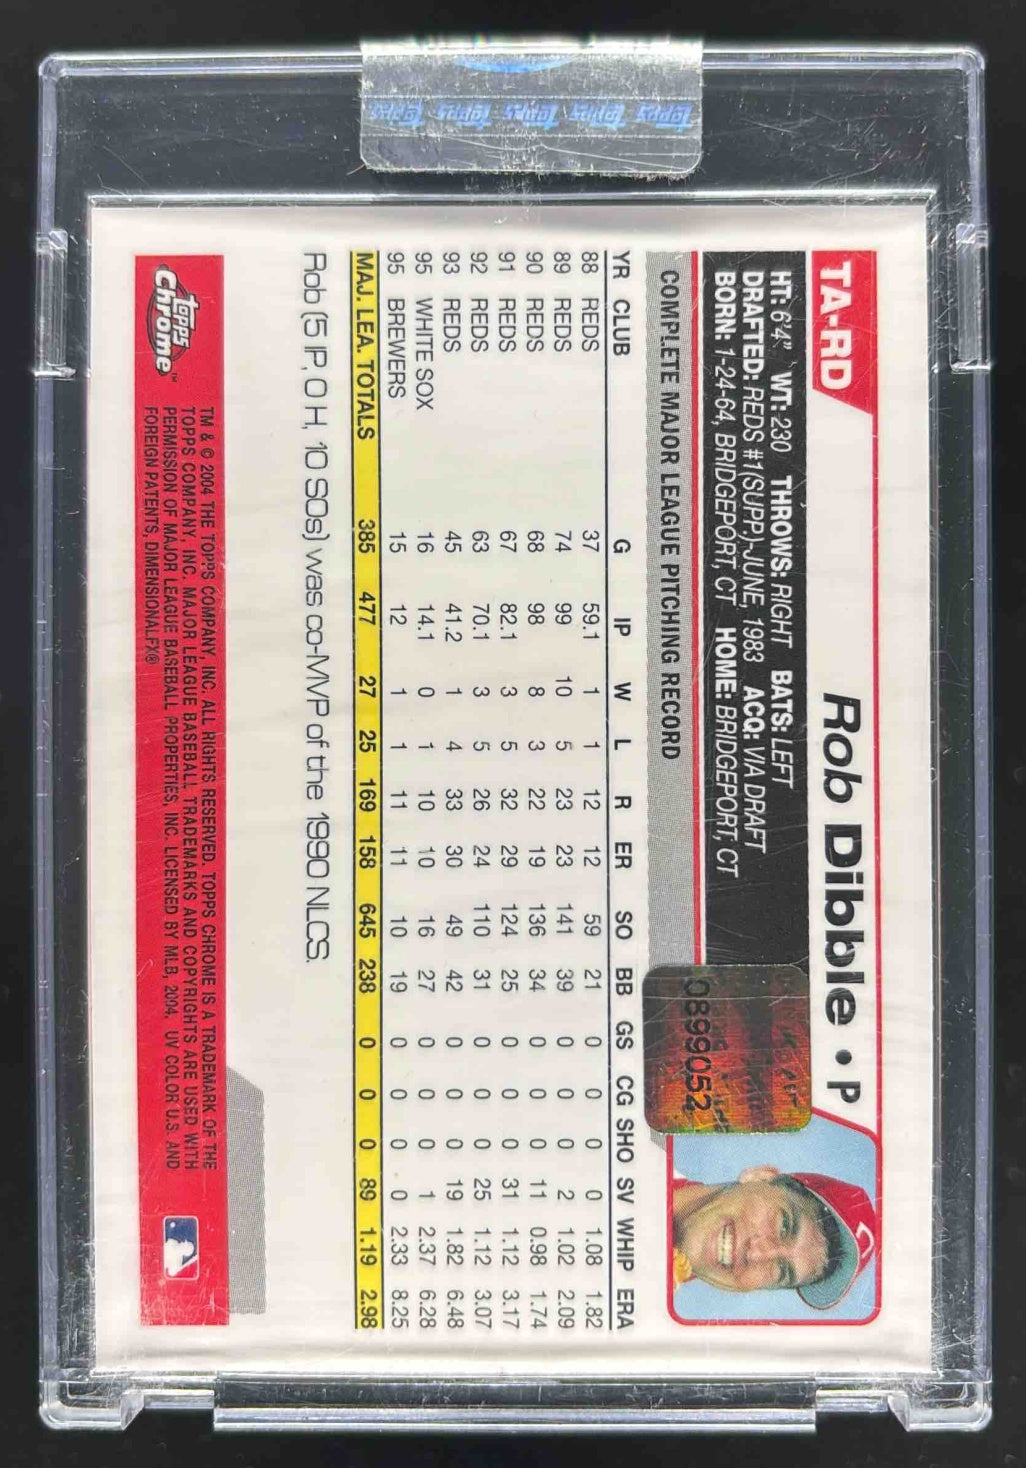 topps topps topps topps topps
TA-RD
Rob Dibble • P
HT: 6'4" WT: 230 THROWS: RIGHT BATS: LEFT
DRAFTED: REDS #1(SUPP.)-JUNE, 1983 ACQ: VIA DRAFT
BORN: 1-24-64, BRIDGEPORT, CT HOME: BRIDGEPORT, CT
0899052
COMPLETE MAJOR LEAGUE PITCHING RECORD
YR CLUB G IP W L R ER SO BB GS CG SHO SV WHIP ERA
88 REDS 37 59.1 1 1 12 12 59 21 0 0 0 0 1.08 1.82
89 REDS 74 99 10 5 23 23 141 39 0 0 0 2 1.02 2.09
90 REDS 68 98 8 3 22 19 136 34 0 0 0 11 0.98 1.74
91 REDS 67 82.1 3 5 32 29 124 25 0 0 0 31 1.12 3.17
92 REDS 63 70.1 3 5 26 24 110 31 0 0 0 25 1.12 3.07
93 REDS 45 41.2 1 4 33 30 49 42 0 0 0 19 1.82 6.48
95 WHITE SOX 16 14.1 0 1 10 10 16 27 0 0 0 1 2.37 6.28
95 BREWERS 15 12 1 1 11 11 10 19 0 0 0 0 2.33 8.25
MAJ. LEA. TOTALS 385 477 27 25 169 158 645 238 0 0 0 89 1.19 2.98
Rob (5 IP, 0 H, 10 SOs) was co-MVP of the 1990 NLCS.
topps
Chrome™
TM & © 2004 THE TOPPS COMPANY, INC. ALL RIGHTS RESERVED. TOPPS CHROME IS A TRADEMARK OF THE
TOPPS COMPANY, INC. MAJOR LEAGUE BASEBALL TRADEMARKS AND COPYRIGHTS ARE USED WITH
PERMISSION OF MAJOR LEAGUE BASEBALL PROPERTIES, INC. LICENSED BY MLB, 2004. UV COLOR U.S. AND
FOREIGN PATENTS, DIMENSIONALFX®